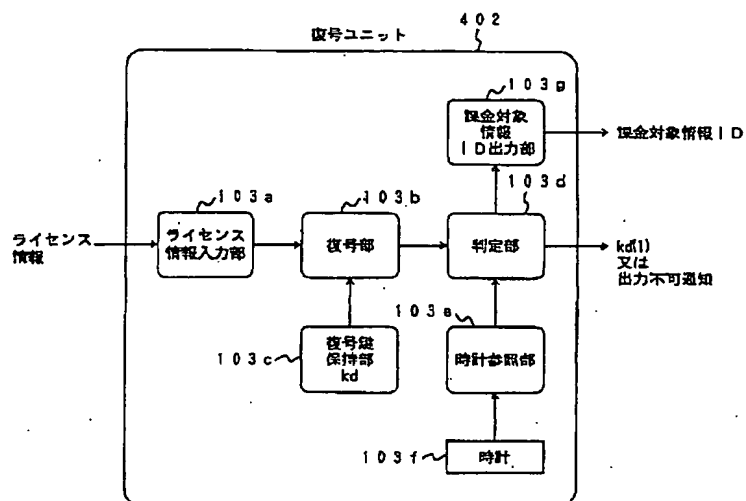 402
復号ユニット
103g
課金対象
情報
ID出力部
課金対象情報ID
103a
103b
103d
ライセンス
情報
ライセンス
情報入力部
復号部
判定部
kd(1)
又は
出力不可通知
103e
103c
復号鍵
保持部
kd
時計参照部
103f
時計